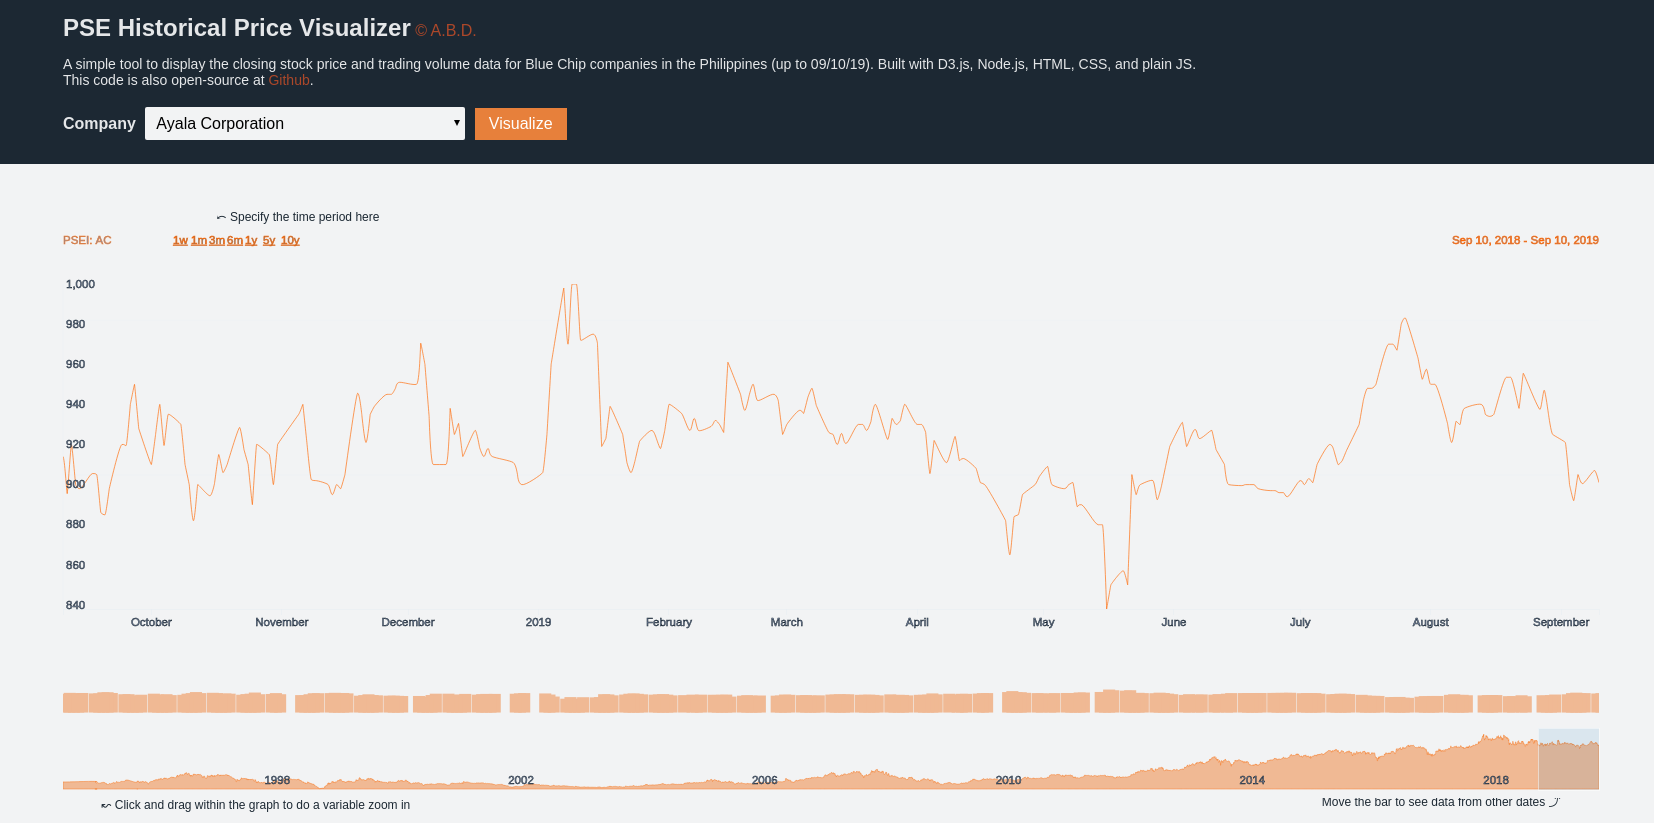 PSE Historical Price Visualizer © A.B.D.
A simple tool to display the closing stock price and trading volume data for Blue Chip companies in the Philippines (up to 09/10/19). Built with D3.js, Node.js, HTML, CSS, and plain JS.
This code is also open-source at Github.
Company Ayala Corporation Visualize
Specify the time period here
PSEI: AC 1w 1m 3m 6m 1y 5y 10y Sep 10, 2018 - Sep 10, 2019
1,000
980
960
940
920
900
880
860
840
October November December 2019 February March April May June July August September
1998 2002 2006 2010 2014 2018
Click and drag within the graph to do a variable zoom in Move the bar to see data from other dates